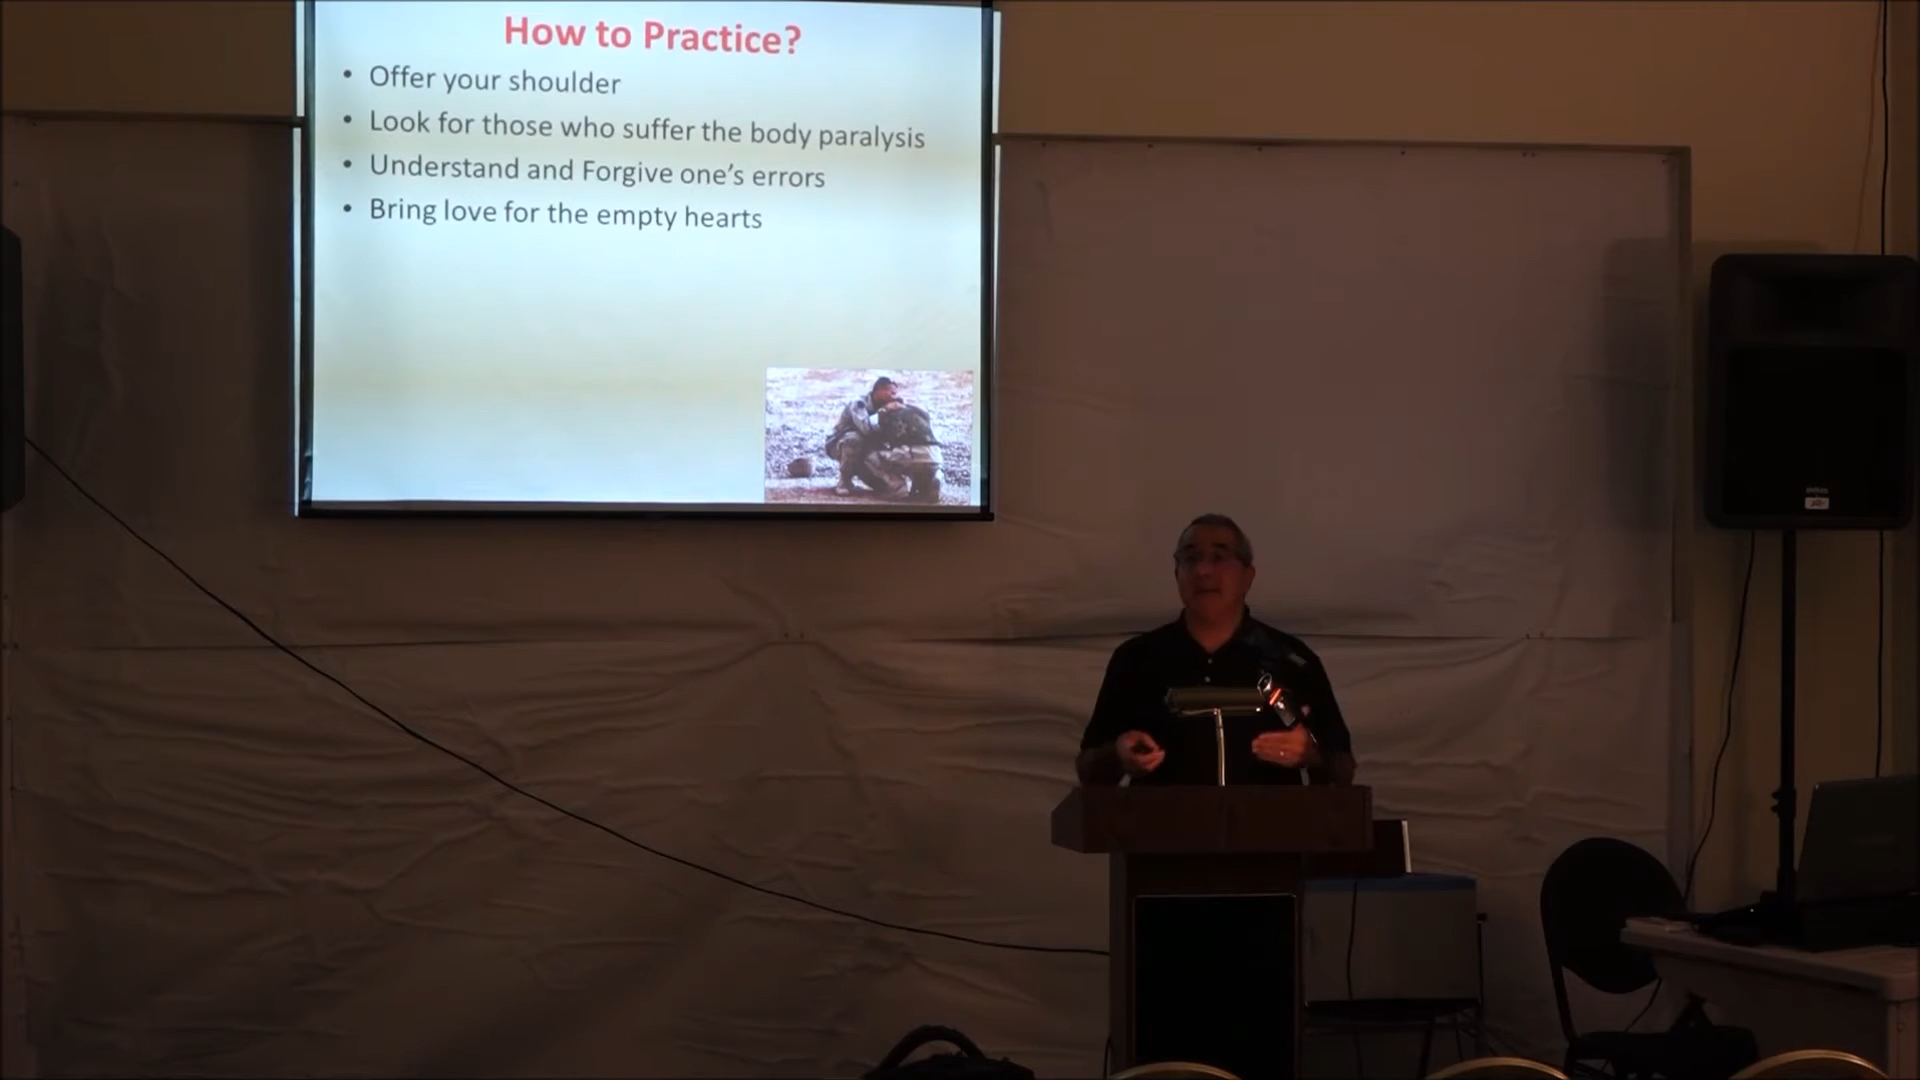 How to Practice?
• Offer your shoulder
• Look for those who suffer the body paralysis
• Understand and Forgive one's errors
• Bring love for the empty hearts